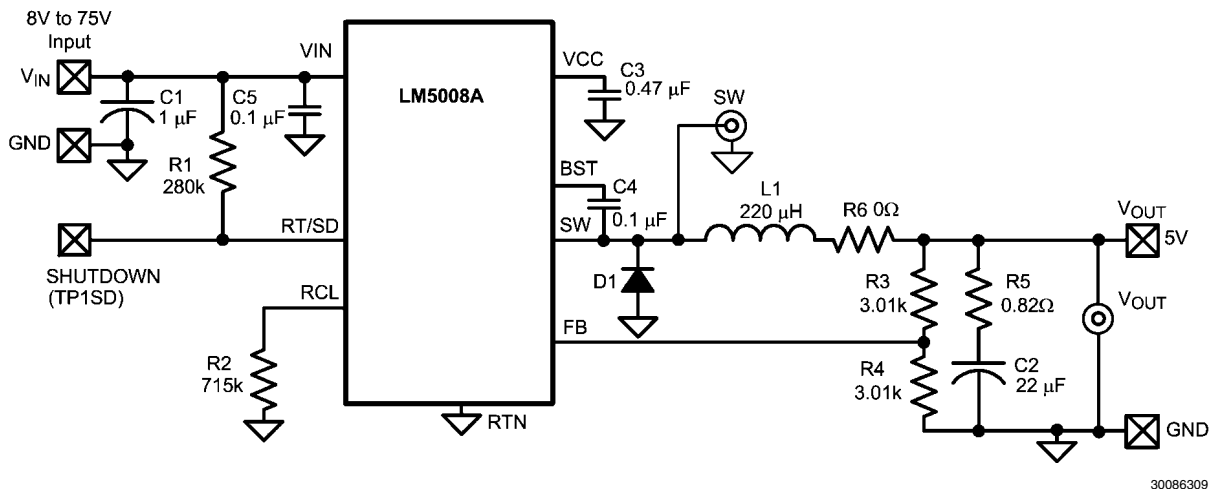 8V to 75V
Input
VIN
GND
SHUTDOWN
(TP1SD)
C1
1 µF
R1
280k
C5
0.1 µF
R2
715k
VIN
RT/SD
RCL
LM5008A
RTN
VCC
BST
SW
FB
C3
0.47 µF
C4
0.1 µF
D1
SW
L1
220 µH
R6 0Ω
R3
3.01k
R4
3.01k
R5
0.82Ω
C2
22 µF
VOUT
5V
VOUT
GND
30086309